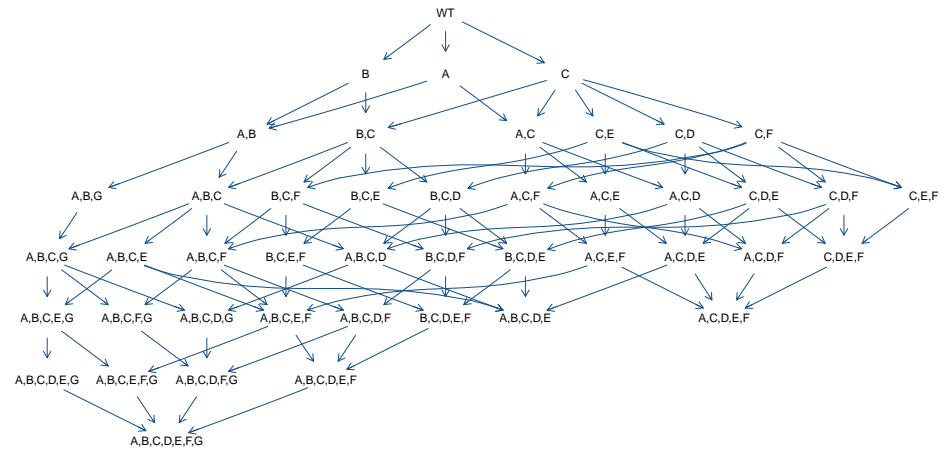 WT
B A C
A,B B,C A,C C,E C,D C,F
A,B,G A,B,C B,C,F B,C,E B,C,D A,C,F A,C,E A,C,D C,D,E C,D,F C,E,F
A,B,C,G A,B,C,E A,B,C,F B,C,E,F A,B,C,D B,C,D,F B,C,D,E A,C,E,F A,C,D,E A,C,D,F C,D,E,F
A,B,C,E,G A,B,C,F,G A,B,C,D,G A,B,C,E,F A,B,C,D,F B,C,D,E,F A,B,C,D,E A,C,D,E,F
A,B,C,D,E,G A,B,C,E,F,G A,B,C,D,F,G A,B,C,D,E,F
A,B,C,D,E,F,G